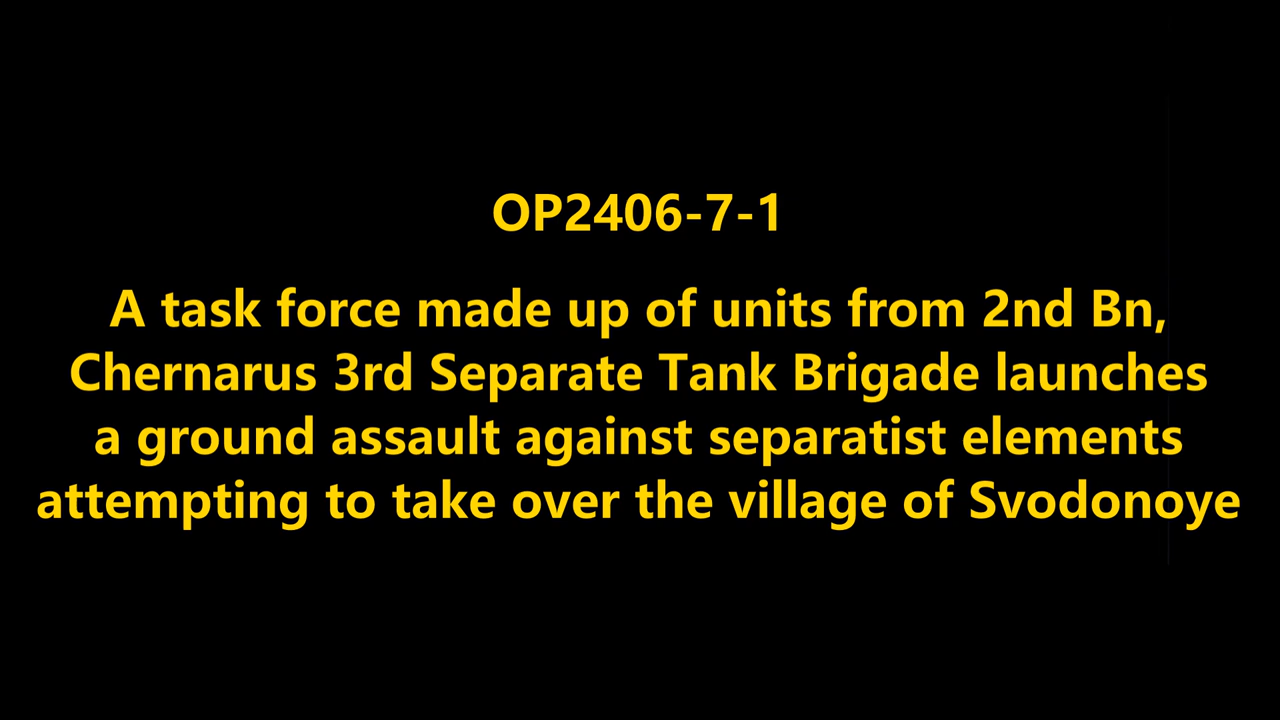 OP2406-7-1
A task force made up of units from 2nd Bn,
Chernarus 3rd Separate Tank Brigade launches
a ground assault against separatist elements
attempting to take over the village of Svodonoye